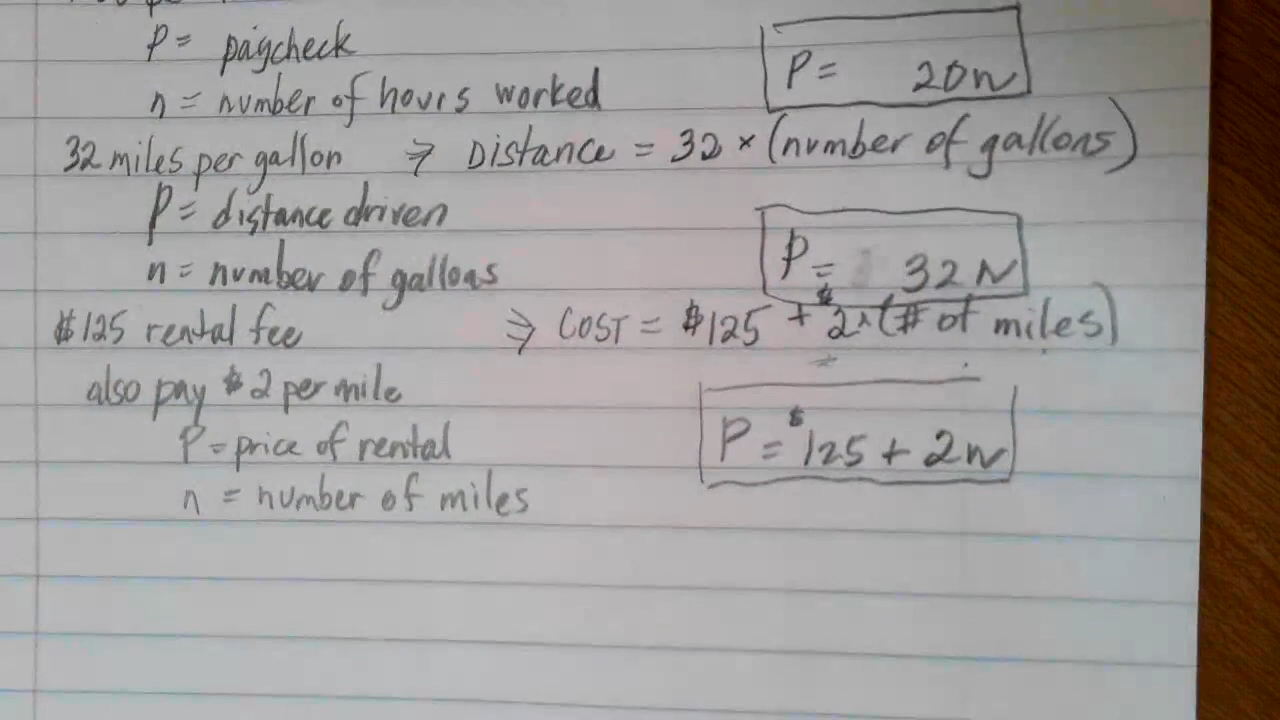 P = paycheck
P = 20n
n = number of hours worked
32 miles per gallon ⇒ Distance = 32 × (number of gallons)
P = distance driven
n = number of gallons
P = 32n
$125 rental fee ⇒ COST = $125 + $2 × (# of miles)
also pay $2 per mile
P = price of rental
P = $125 + 2n
n = number of miles